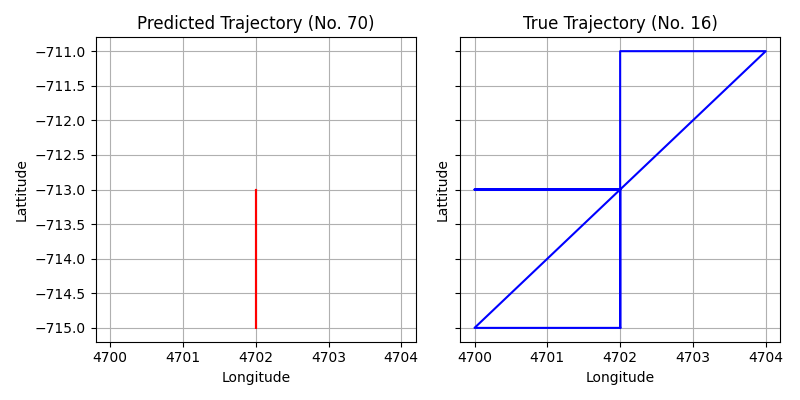 Predicted Trajectory (No. 70)
True Trajectory (No. 16)
−711.0
−711.5
−712.0
−712.5
−713.0
−713.5
−714.0
−714.5
−715.0
Lattitude
Lattitude
4700 4701 4702 4703 4704
4700 4701 4702 4703 4704
Longitude
Longitude